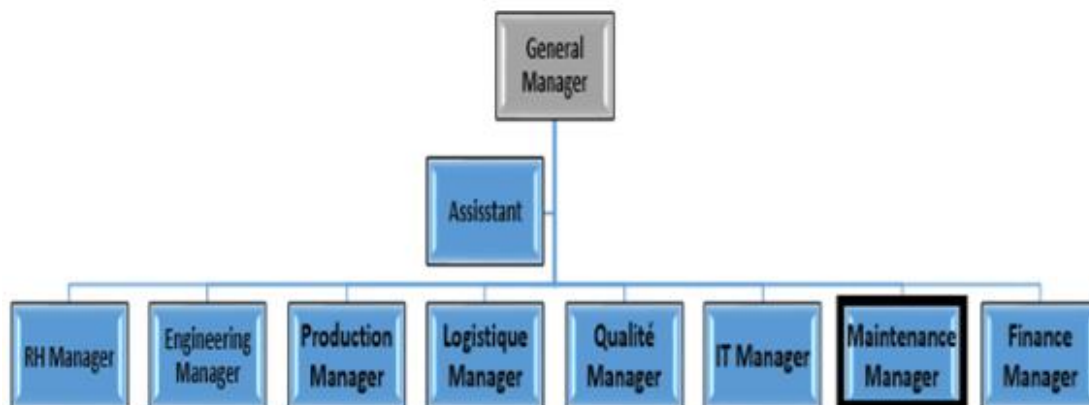 General
Manager
Assisstant
RH Manager
Engineering
Manager
Production
Manager
Logistique
Manager
Qualité
Manager
IT Manager
Maintenance
Manager
Finance
Manager